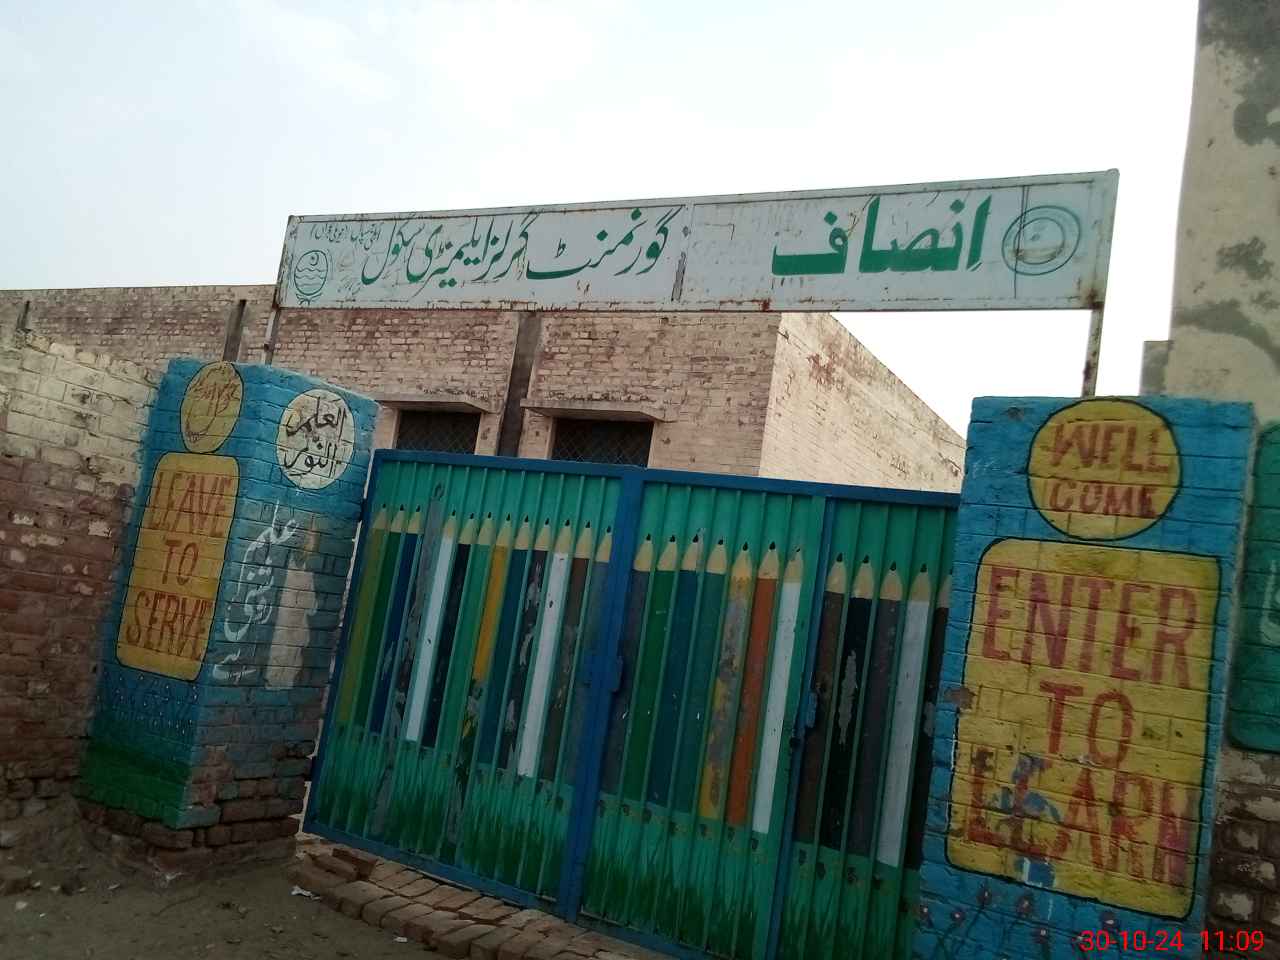 انصاف
گورنمنٹ گرلز ایلیمنٹری سکول
العلم
النور
LEAVE
TO
SERVE
WELL
COME
ENTER
TO
LEARN
30-10-24 11:09